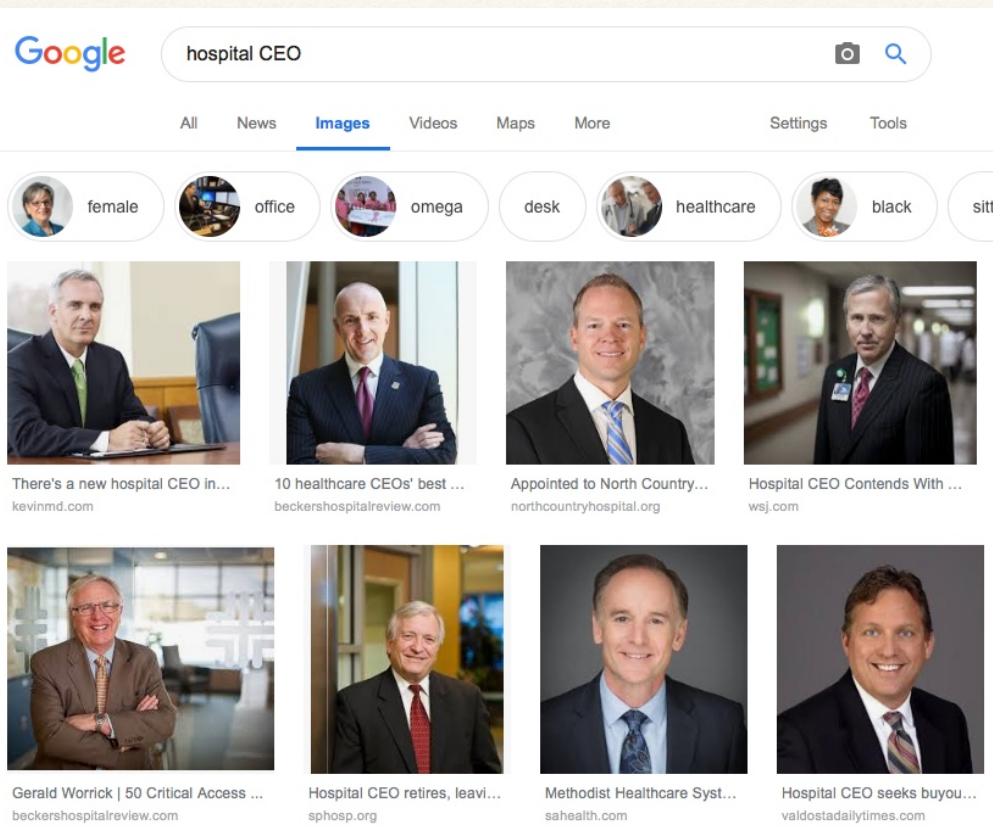 Google
hospital CEO
All News Images Videos Maps More Settings Tools
female office omega desk healthcare black sitt
There's a new hospital CEO in... 10 healthcare CEOs' best ... Appointed to North Country... Hospital CEO Contends With ...
kevinmd.com beckershospitalreview.com northcountryhospital.org wsj.com
Gerald Worrick | 50 Critical Access ... Hospital CEO retires, leavi... Methodist Healthcare Syst... Hospital CEO seeks buyou...
beckershospitalreview.com sphosp.org sahealth.com valdostadailytimes.com